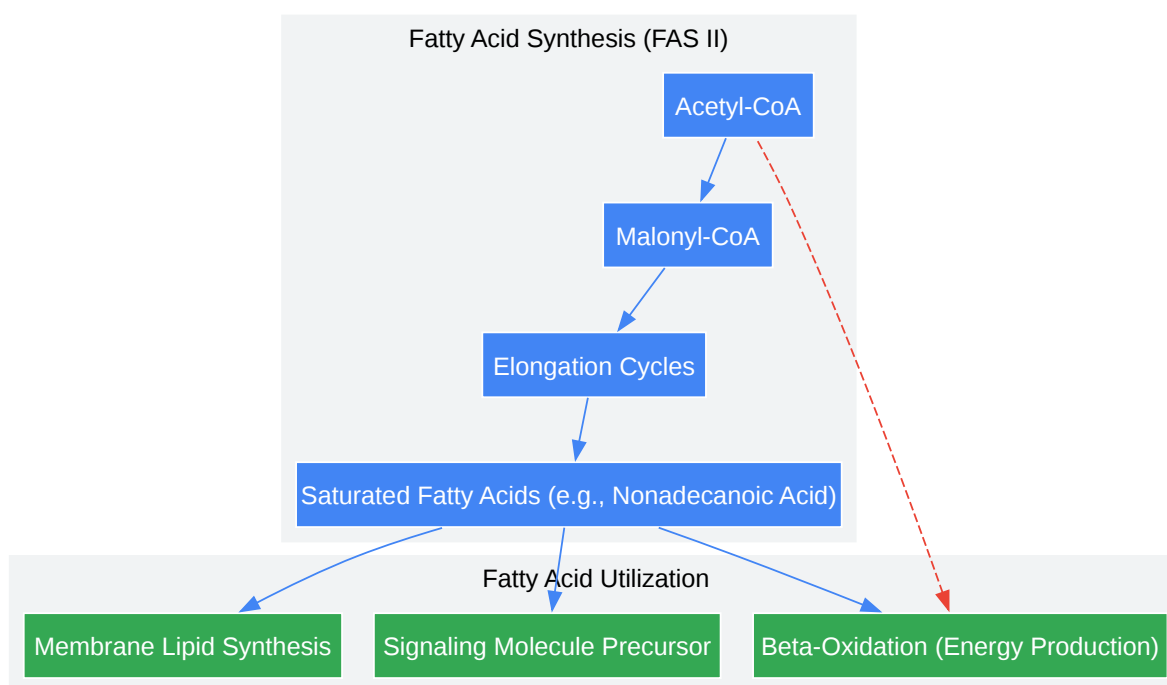 Fatty Acid Synthesis (FAS II)
Acetyl-CoA
Malonyl-CoA
Elongation Cycles
Saturated Fatty Acids (e.g., Nonadecanoic Acid)
Fatty Acid Utilization
Membrane Lipid Synthesis
Signaling Molecule Precursor
Beta-Oxidation (Energy Production)